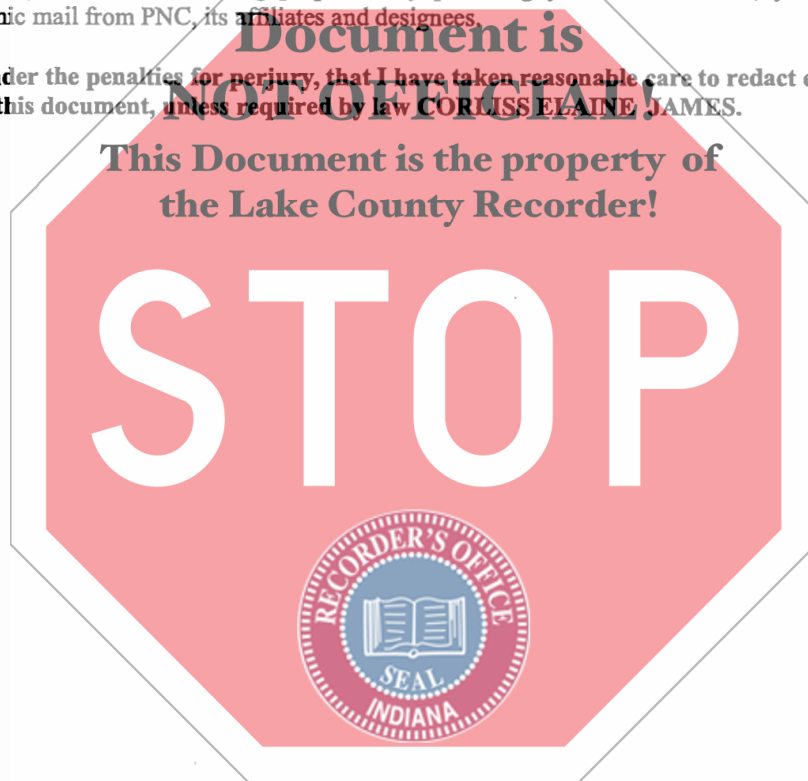 ic mail from PNC, its affiliates and designees.
Document is
der the penalties for perjury, that I have taken reasonable care to redact
this document, unless required by law CORLISS ELAINE JAMES.
NOT OFFICIAL!
This Document is the property of
the Lake County Recorder!
STOP
RECORDER'S OFFICE
SEAL
INDIANA